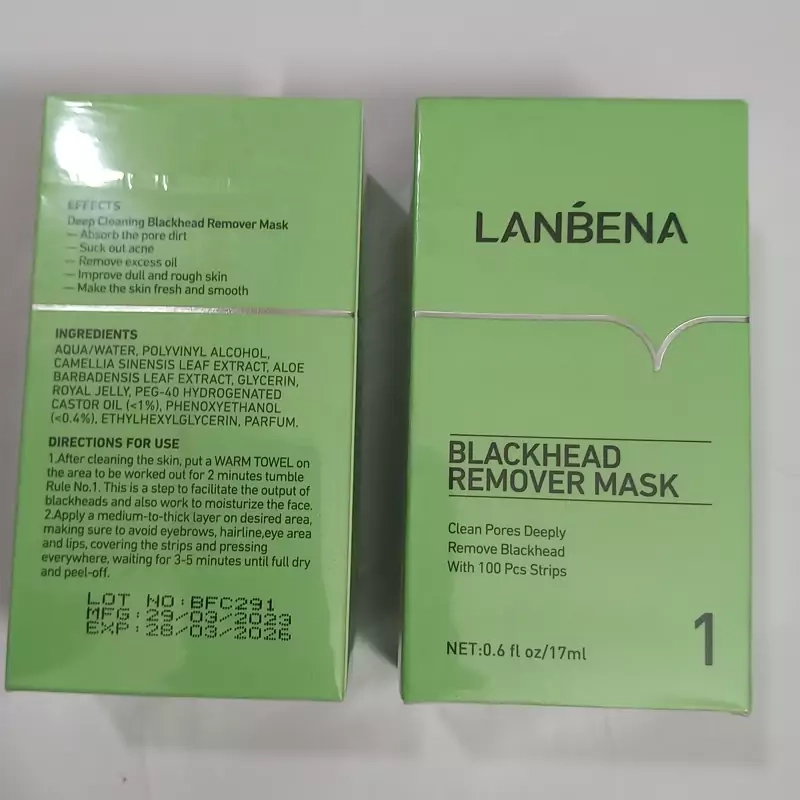 EFFECTS
Deep Cleaning Blackhead Remover Mask
— Absorb the pore dirt
— Suck out acne
— Remove excess oil
— Improve dull and rough skin
— Make the skin fresh and smooth
INGREDIENTS
AQUA/WATER, POLYVINYL ALCOHOL,
CAMELLIA SINENSIS LEAF EXTRACT, ALOE
BARBADENSIS LEAF EXTRACT, GLYCERIN,
ROYAL JELLY, PEG-40 HYDROGENATED
CASTOR OIL (<1%), PHENOXYETHANOL
(<0.4%), ETHYLHEXYLGLYCERIN, PARFUM.
DIRECTIONS FOR USE
1.After cleaning the skin, put a WARM TOWEL on
the area to be worked out for 2 minutes tumble
Rule No.1. This is a step to facilitate the output of
blackheads and also work to moisturize the face.
2.Apply a medium-to-thick layer on desired area,
making sure to avoid eyebrows, hairline,eye area
and lips, covering the strips and pressing
everywhere, waiting for 3-5 minutes until full dry
and peel-off.
LOT NO:BFC291
MFG:29/03/2023
EXP:28/03/2026
LANBENA
BLACKHEAD
REMOVER MASK
Clean Pores Deeply
Remove Blackhead
With 100 Pcs Strips
NET:0.6 fl oz/17ml
1